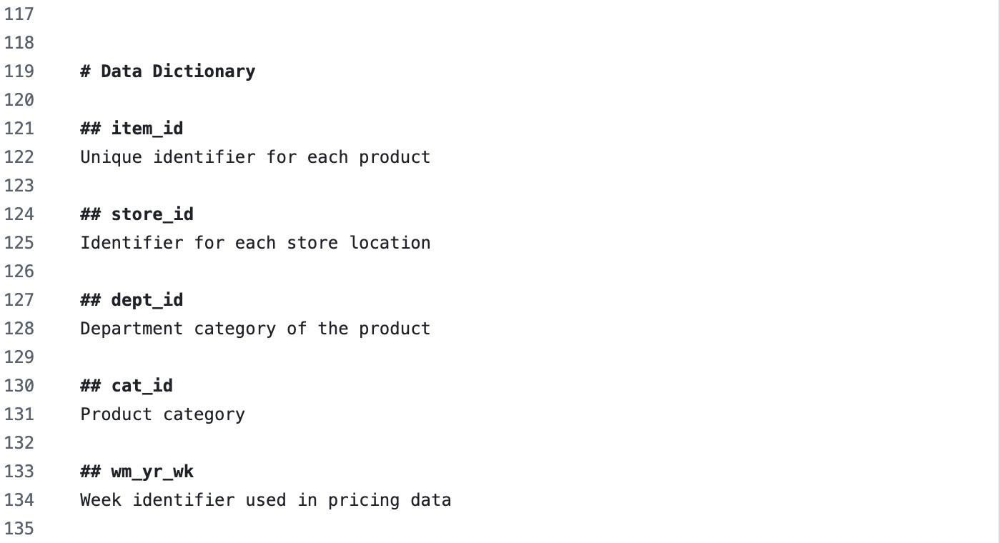 117
118
119 # Data Dictionary
120
121 ## item_id
122 Unique identifier for each product
123
124 ## store_id
125 Identifier for each store location
126
127 ## dept_id
128 Department category of the product
129
130 ## cat_id
131 Product category
132
133 ## wm_yr_wk
134 Week identifier used in pricing data
135